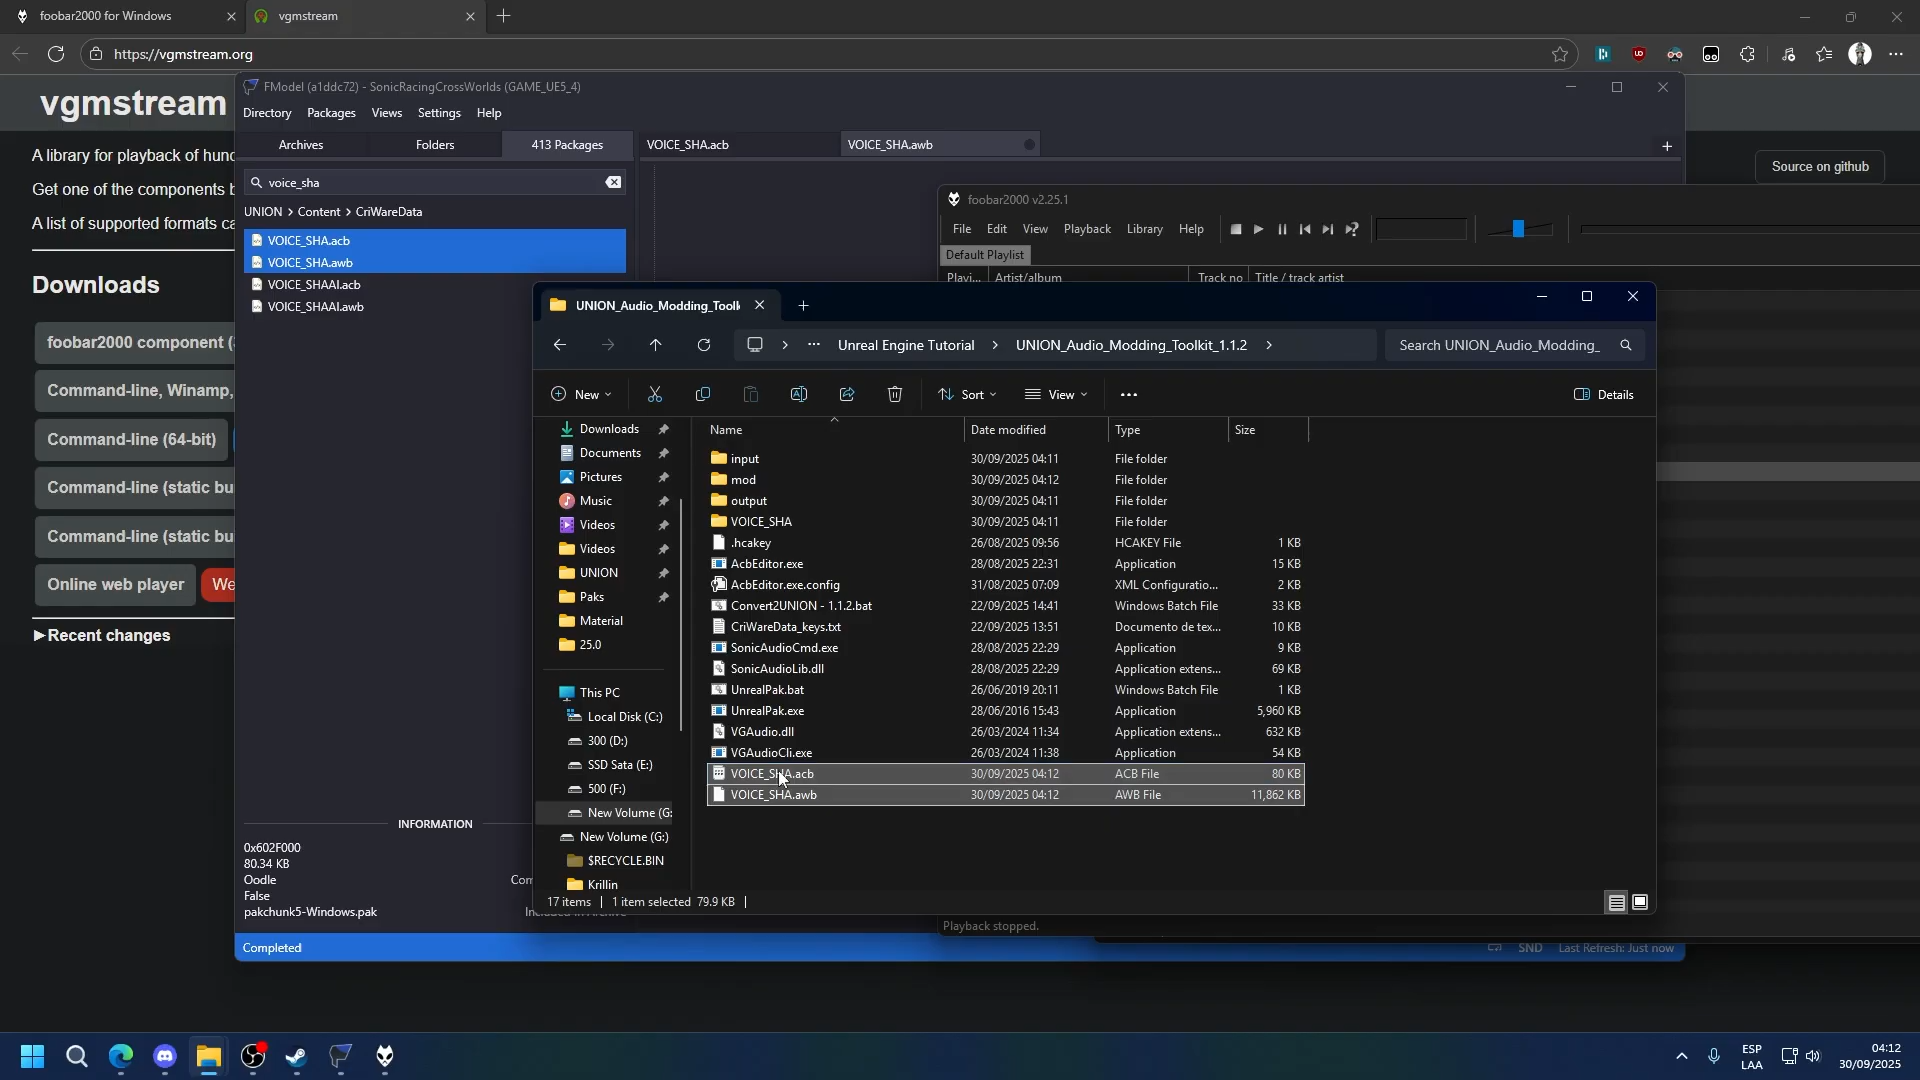 foobar2000 for Windows
vgmstream
https://vgmstream.org
vgmstream
A library for playback of hund
Get one of the components b
A list of supported formats ca
Source on github
Downloads
foobar2000 component (
Command-line, Winamp,
Command-line (64-bit)
Command-line (static bu
Command-line (static bu
Online web player
We
Recent changes
FModel (a1ddc72) - SonicRacingCrossWorlds (GAME_UE5_4)
Directory Packages Views Settings Help
Archives Folders 413 Packages
VOICE_SHA.acb VOICE_SHA.awb
voice_sha
UNION > Content > CriWareData
VOICE_SHA.acb
VOICE_SHA.awb
VOICE_SHAAI.acb
VOICE_SHAAI.awb
INFORMATION
0x602F000
80.34 KB
Oodle
Com
False
pakchunk5-Windows.pak
Completed
SND Last Refresh: Just now
foobar2000 v2.25.1
File Edit View Playback Library Help
Default Playlist
Playi... Artist/album Track no Title / track artist
Playback stopped.
UNION_Audio_Modding_Toolk
Unreal Engine Tutorial > UNION_Audio_Modding_Toolkit_1.1.2 >
Search UNION_Audio_Modding_
New Sort View Details
Downloads
Documents
Pictures
Music
Videos
Videos
UNION
Paks
Material
25.0
This PC
Local Disk (C:)
300 (D:)
SSD Sata (E:)
500 (F:)
New Volume (G:
New Volume (G:)
$RECYCLE.BIN
Krillin
Name Date modified Type Size
input 30/09/2025 04:11 File folder
mod 30/09/2025 04:12 File folder
output 30/09/2025 04:11 File folder
VOICE_SHA 30/09/2025 04:11 File folder
.hcakey 26/08/2025 09:56 HCAKEY File 1 KB
AcbEditor.exe 28/08/2025 22:31 Application 15 KB
AcbEditor.exe.config 31/08/2025 07:09 XML Configuratio... 2 KB
Convert2UNION - 1.1.2.bat 22/09/2025 14:41 Windows Batch File 33 KB
CriWareData_keys.txt 22/09/2025 13:51 Documento de tex... 10 KB
SonicAudioCmd.exe 28/08/2025 22:29 Application 9 KB
SonicAudioLib.dll 28/08/2025 22:29 Application extens... 69 KB
UnrealPak.bat 26/06/2019 20:11 Windows Batch File 1 KB
UnrealPak.exe 28/06/2016 15:43 Application 5,960 KB
VGAudio.dll 26/03/2024 11:34 Application extens... 632 KB
VGAudioCli.exe 26/03/2024 11:38 Application 54 KB
VOICE_SHA.acb 30/09/2025 04:12 ACB File 80 KB
VOICE_SHA.awb 30/09/2025 04:12 AWB File 11,862 KB
17 items 1 item selected 79.9 KB
ESP
LAA
04:12
30/09/2025